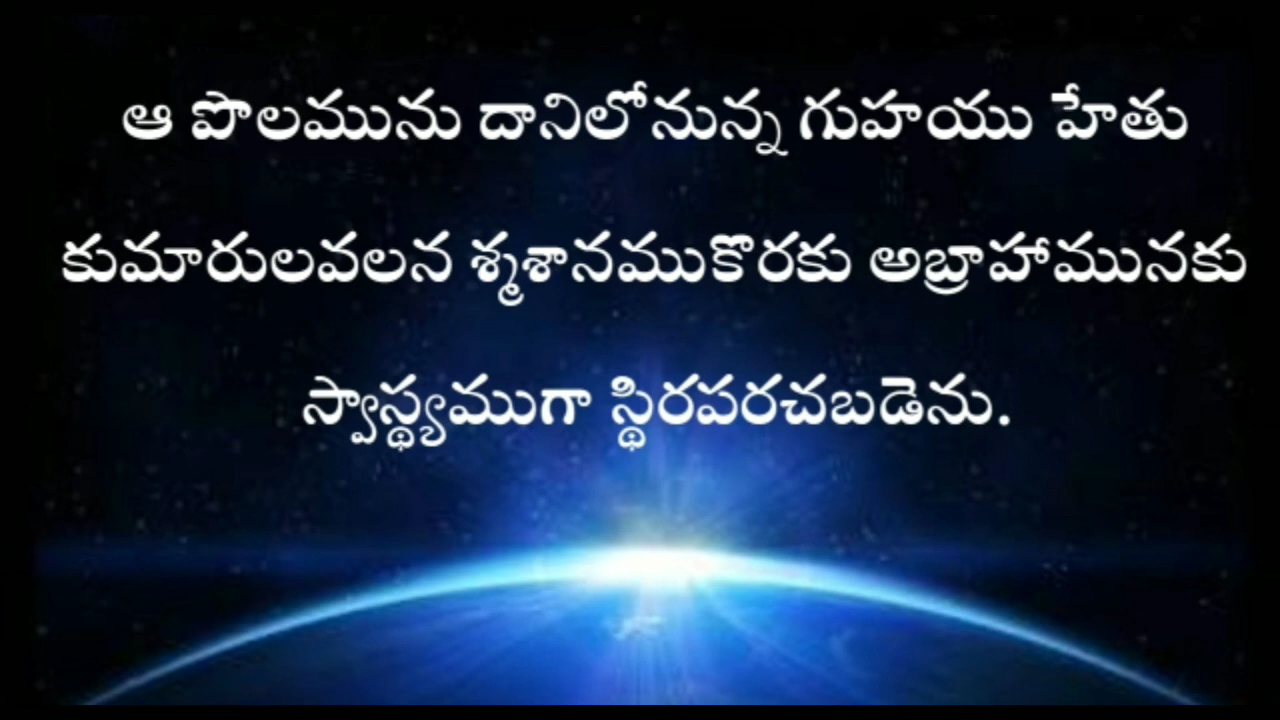 ఆ పొలమును దానిలోనున్న గుహయు హేతు
కుమారులవలన శ్మశానముకొరకు అబ్రాహామునకు
స్వాస్థ్యముగా స్థిరపరచబడెను.